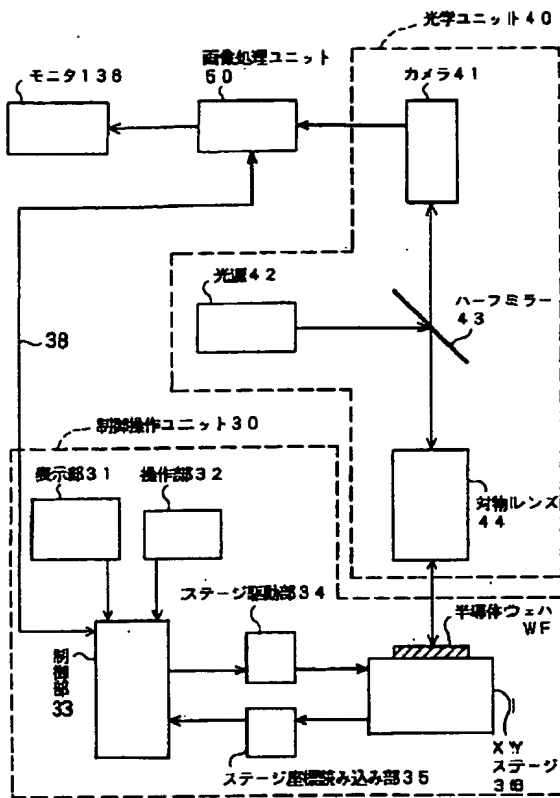 光学ユニット40
画像処理ユニット
50
モニタ136
カメラ41
光源42
ハーフミラー
43
38
制御操作ユニット30
表示部31
操作部32
対物レンズ
44
ステージ駆動部34
半導体ウェハ
WF
制御部
33
ステージ座標読み込み部35
XY
ステージ
36